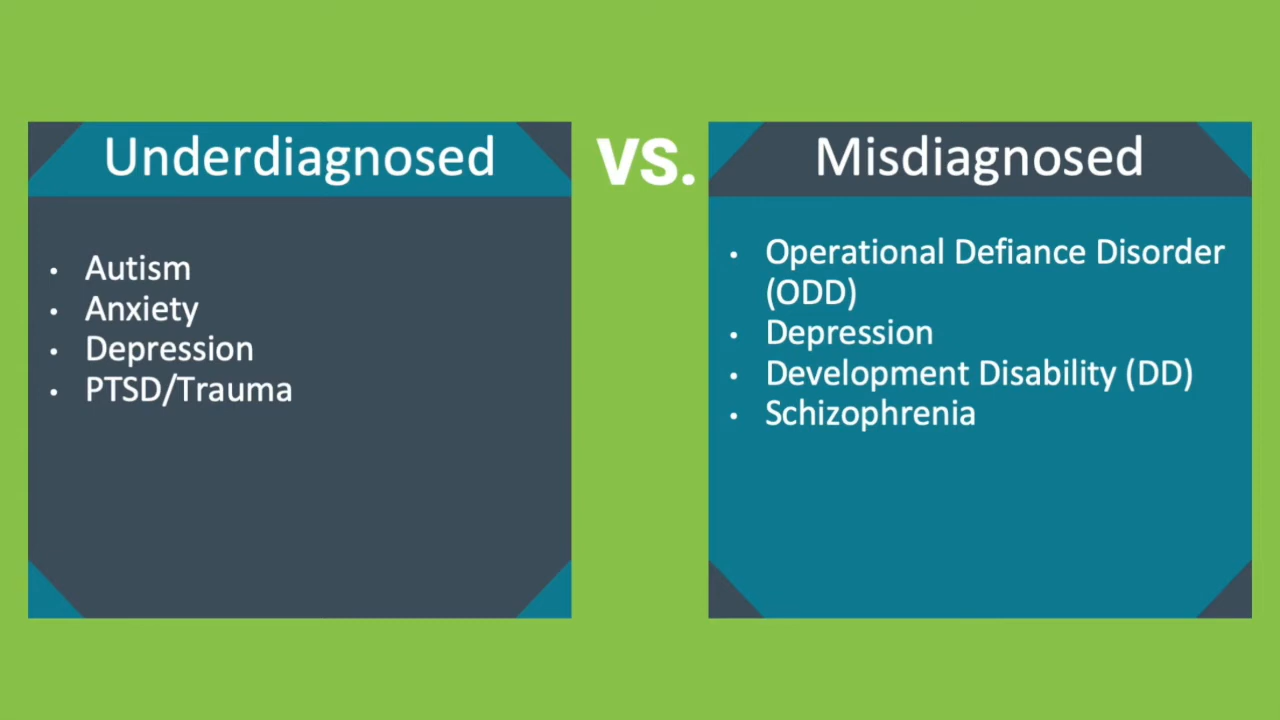 Underdiagnosed
• Autism
• Anxiety
• Depression
• PTSD/Trauma
VS.
Misdiagnosed
• Operational Defiance Disorder
(ODD)
• Depression
• Development Disability (DD)
• Schizophrenia